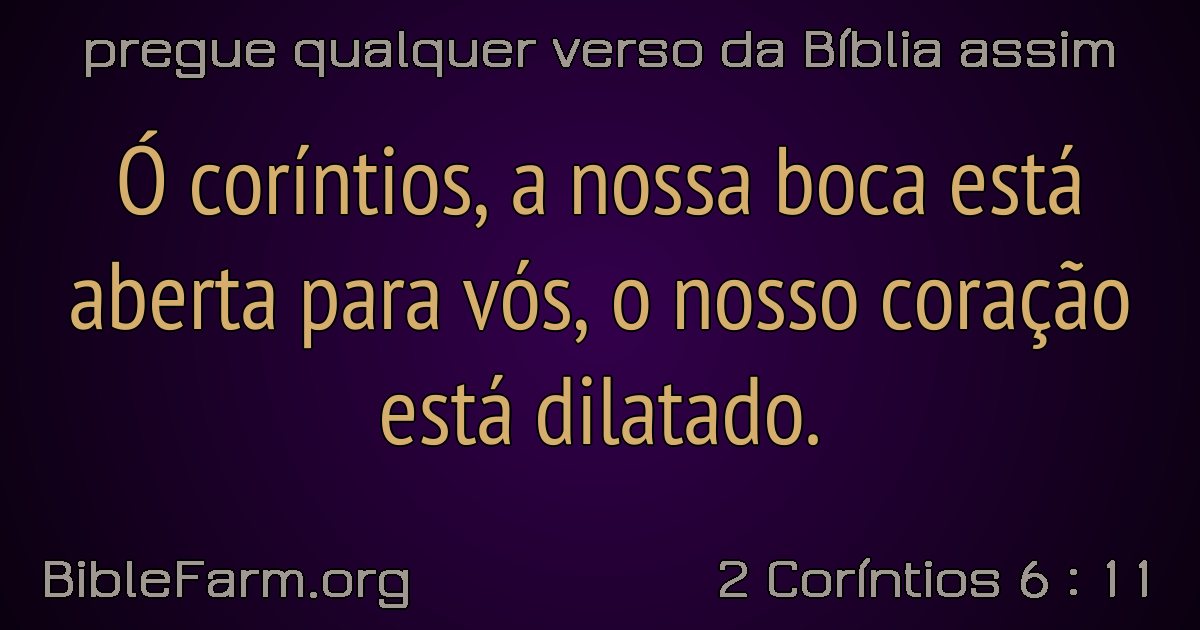 pregue qualquer verso da Bíblia assim
Ó coríntios, a nossa boca está
aberta para vós, o nosso coração
está dilatado.
BibleFarm.org
2 Coríntios 6 : 11